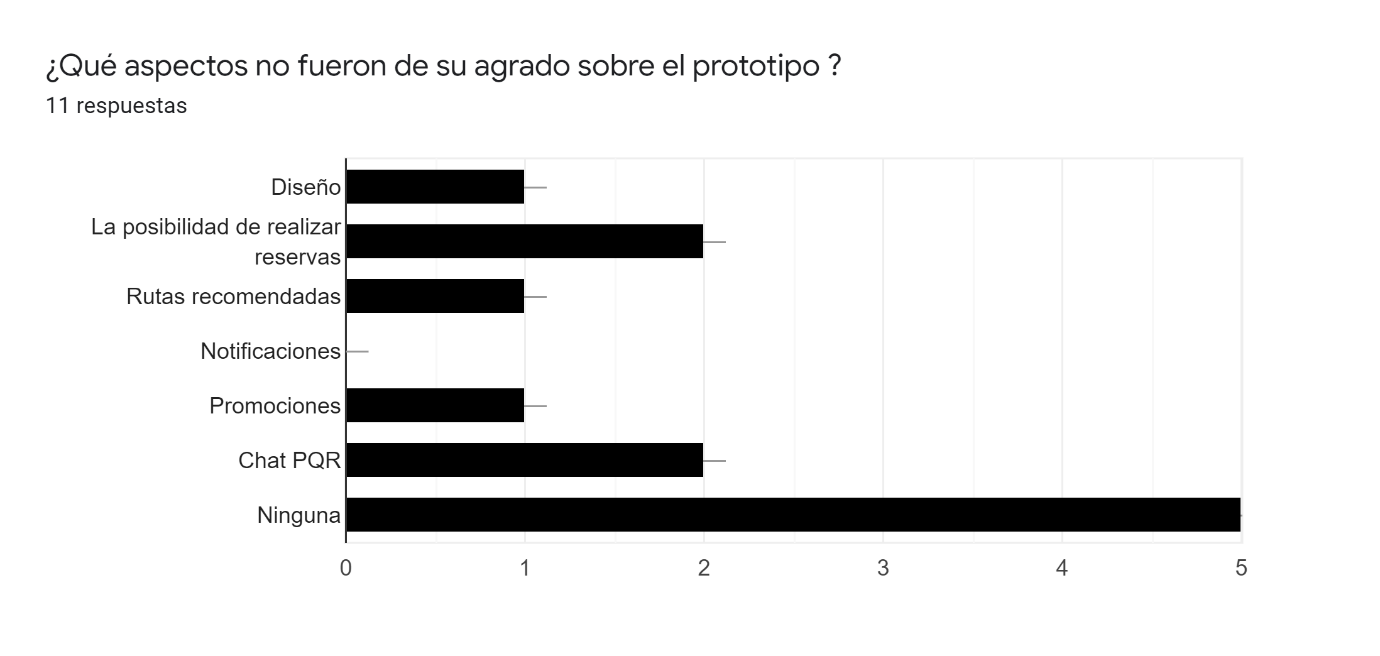 ¿Qué aspectos no fueron de su agrado sobre el prototipo ?
11 respuestas
Diseño
La posibilidad de realizar
reservas
Rutas recomendadas
Notificaciones
Promociones
Chat PQR
Ninguna
0 1 2 3 4 5